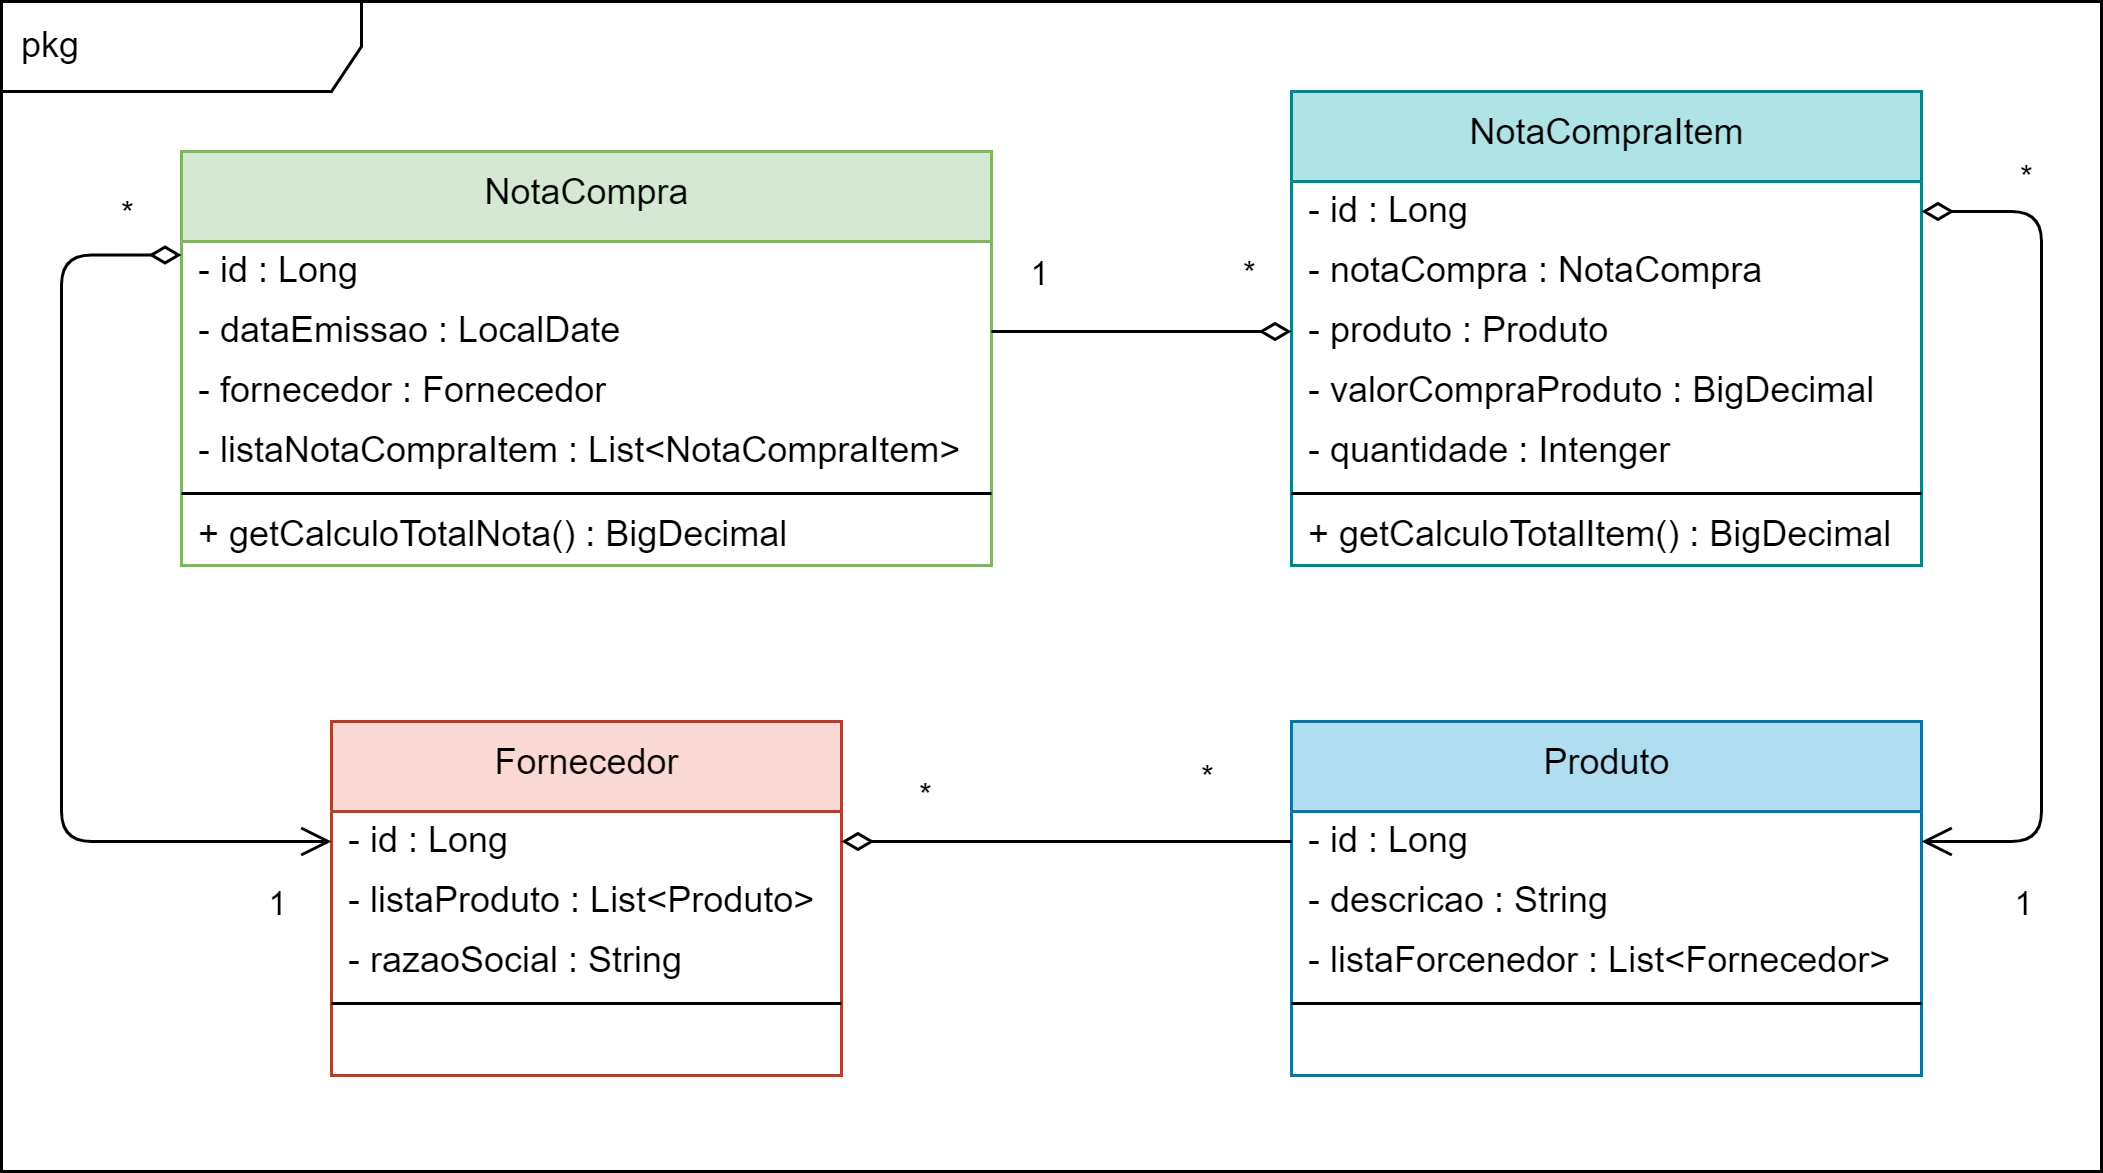 pkg
NotaCompra
- id : Long
- dataEmissao : LocalDate
- fornecedor : Fornecedor
- listaNotaCompraItem : List<NotaCompraItem>
+ getCalculoTotalNota() : BigDecimal
*
1
*
NotaCompraItem
- id : Long
- notaCompra : NotaCompra
- produto : Produto
- valorCompraProduto : BigDecimal
- quantidade : Intenger
+ getCalculoTotalItem() : BigDecimal
*
Fornecedor
- id : Long
- listaProduto : List<Produto>
- razaoSocial : String
1
*
*
Produto
- id : Long
- descricao : String
- listaForcenedor : List<Fornecedor>
1